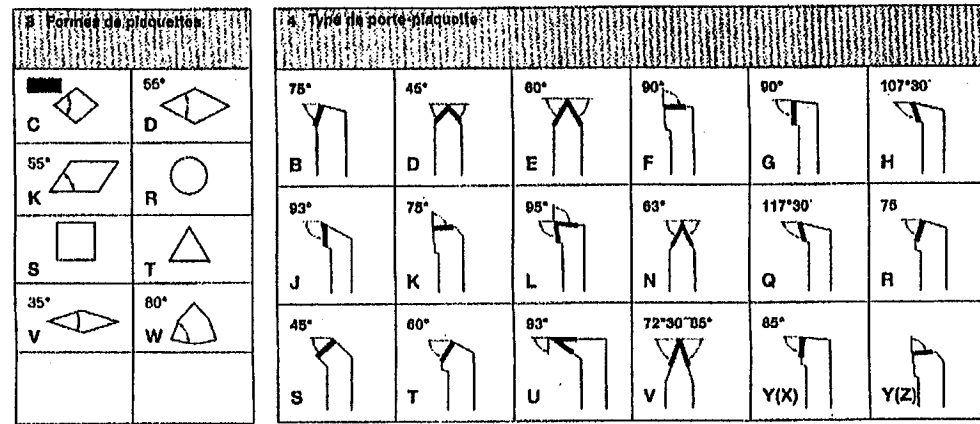 3 Formes de plaquettes
C
55°
D
55°
K
R
S
T
35°
V
80°
W
4 Type de porte-plaquette
75°
B
45°
D
60°
E
90°
F
90°
G
107°30'
H
93°
J
75°
K
95°
L
63°
N
117°30'
Q
75
R
45°
S
60°
T
93°
U
72°30~85°
V
85°
Y(X)
Y(Z)